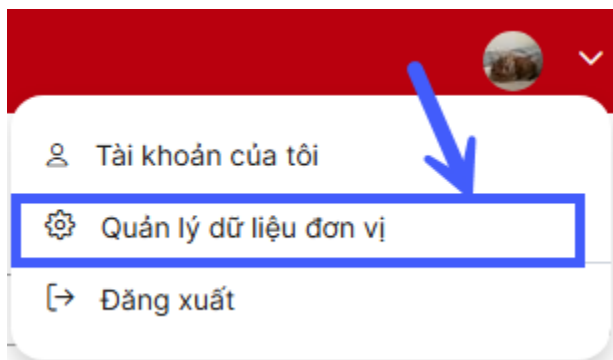 Tài khoản của tôi
Quản lý dữ liệu đơn vị
Đăng xuất